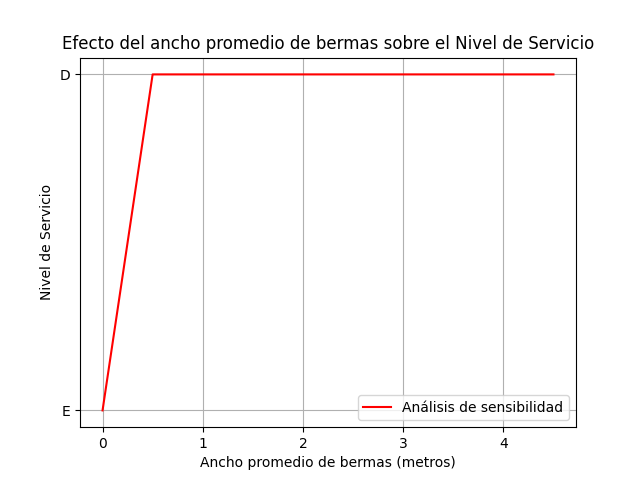 Efecto del ancho promedio de bermas sobre el Nivel de Servicio
D
Nivel de Servicio
E
Análisis de sensibilidad
0 1 2 3 4
Ancho promedio de bermas (metros)